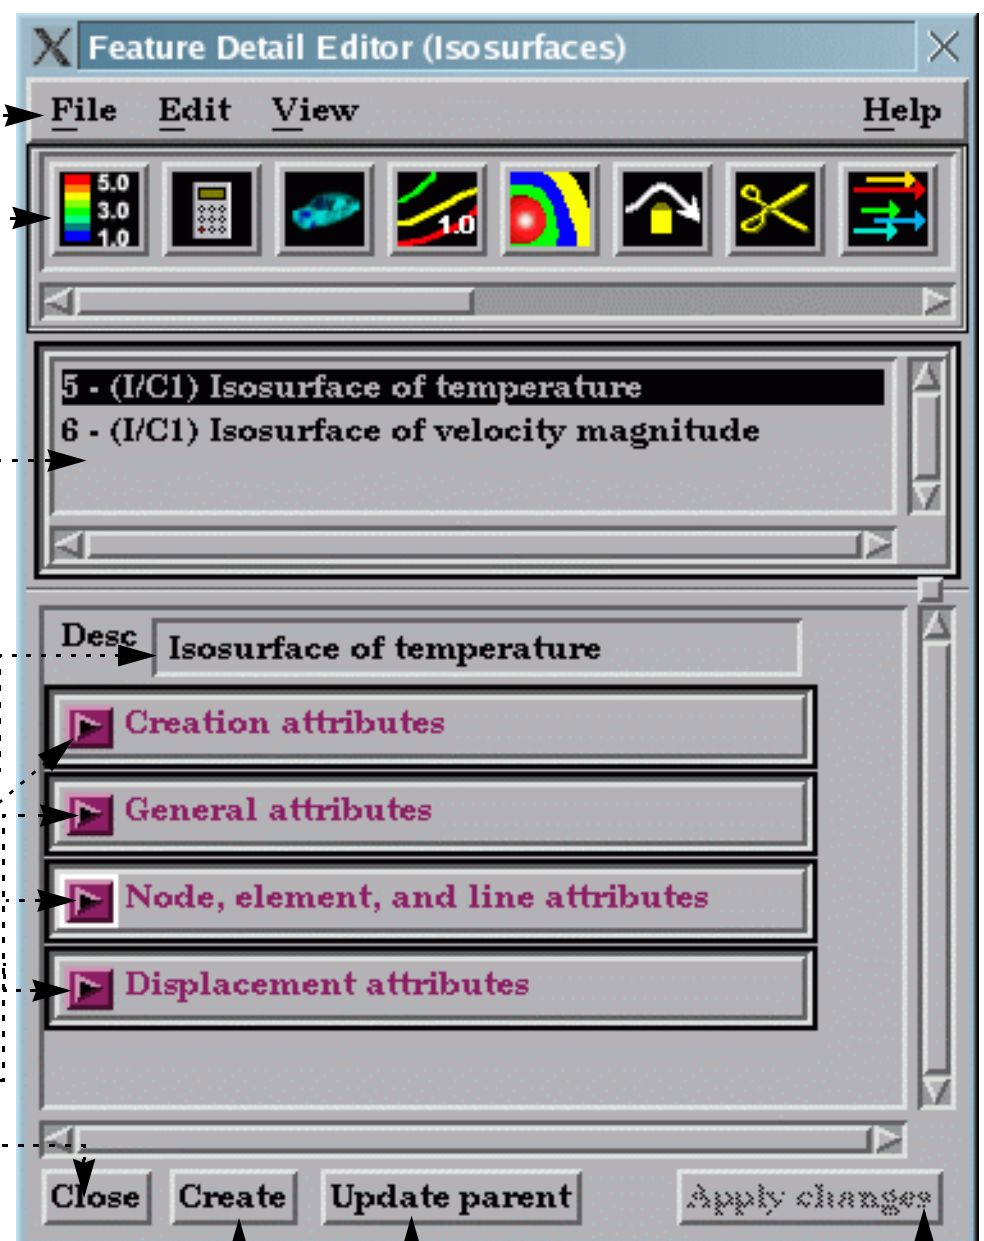 Feature Detail Editor (Isosurfaces)
File Edit View Help
5.0
3.0
1.0
1.0
5 - (I/C1) Isosurface of temperature
6 - (I/C1) Isosurface of velocity magnitude
Desc Isosurface of temperature
Creation attributes
General attributes
Node, element, and line attributes
Displacement attributes
Close Create Update parent Apply changes